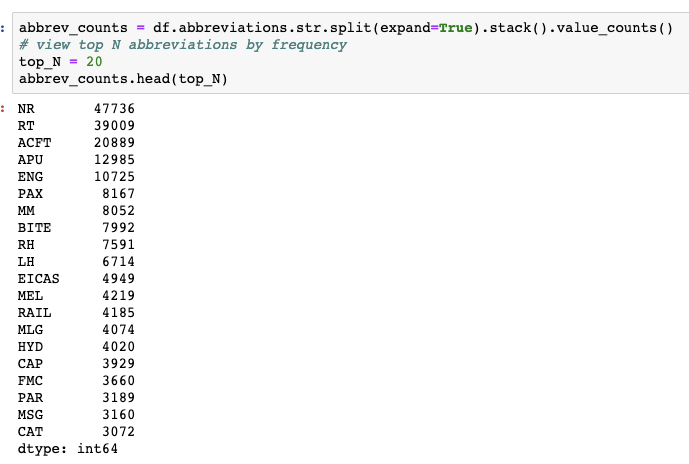 : abbrev_counts = df.abbreviations.str.split(expand=True).stack().value_counts()
# view top N abbreviations by frequency
top_N = 20
abbrev_counts.head(top_N)
: NR 47736
RT 39009
ACFT 20889
APU 12985
ENG 10725
PAX 8167
MM 8052
BITE 7992
RH 7591
LH 6714
EICAS 4949
MEL 4219
RAIL 4185
MLG 4074
HYD 4020
CAP 3929
FMC 3660
PAR 3189
MSG 3160
CAT 3072
dtype: int64